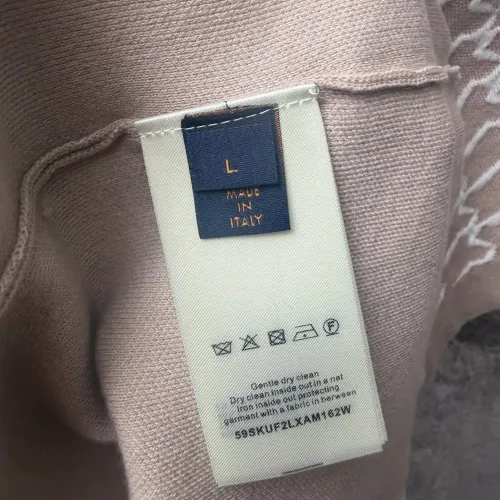 L
MADE
IN
ITALY
F
Gentle dry clean
Dry clean inside out in a net
Iron inside out protecting
garment with a fabric in between
59SKUF2LXAM162W